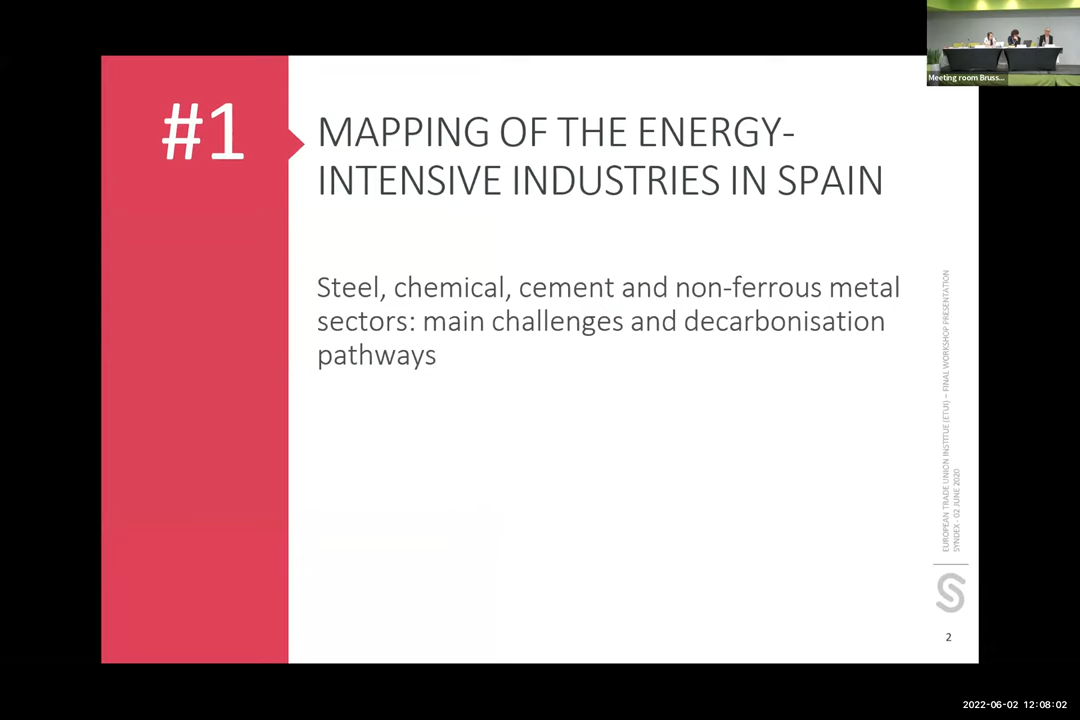 Meeting room Bruss...
#1
MAPPING OF THE ENERGY-
INTENSIVE INDUSTRIES IN SPAIN
Steel, chemical, cement and non-ferrous metal
sectors: main challenges and decarbonisation
pathways
EUROPEAN TRADE UNION INSTITUE (ETUI) – FINAL WORKSHOP PRESENTATION
SYNDEX - 02 JUNE 2020
2
2022-06-02 12:08:02